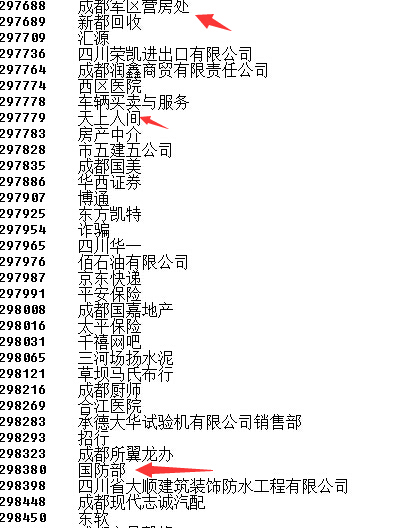 297688 成都军区营房处
297689 新都回收
297709 汇源
297736 四川荣凯进出口有限公司
297764 成都润鑫商贸有限责任公司
297774 西区医院
297778 车辆买卖与服务
297779 天上人间
297783 房产中介
297828 市五建五公司
297835 成都国美
297886 华西证券
297907 博通
297925 东方凯特
297954 诈骗
297965 四川华一
297976 佰石油有限公司
297987 京东快递
297991 平安保险
298008 成都国嘉地产
298016 太平保险
298031 千禧网吧
298065 三河场扬水泥
298121 草坝马氏布行
298216 成都厨师
298269 合江医院
298283 承德大华试验机有限公司销售部
298293 招行
298323 成都所翼龙办
298380 国防部
298398 四川省大顺建筑装饰防水工程有限公司
298448 成都现代志诚汽配
298450 东软